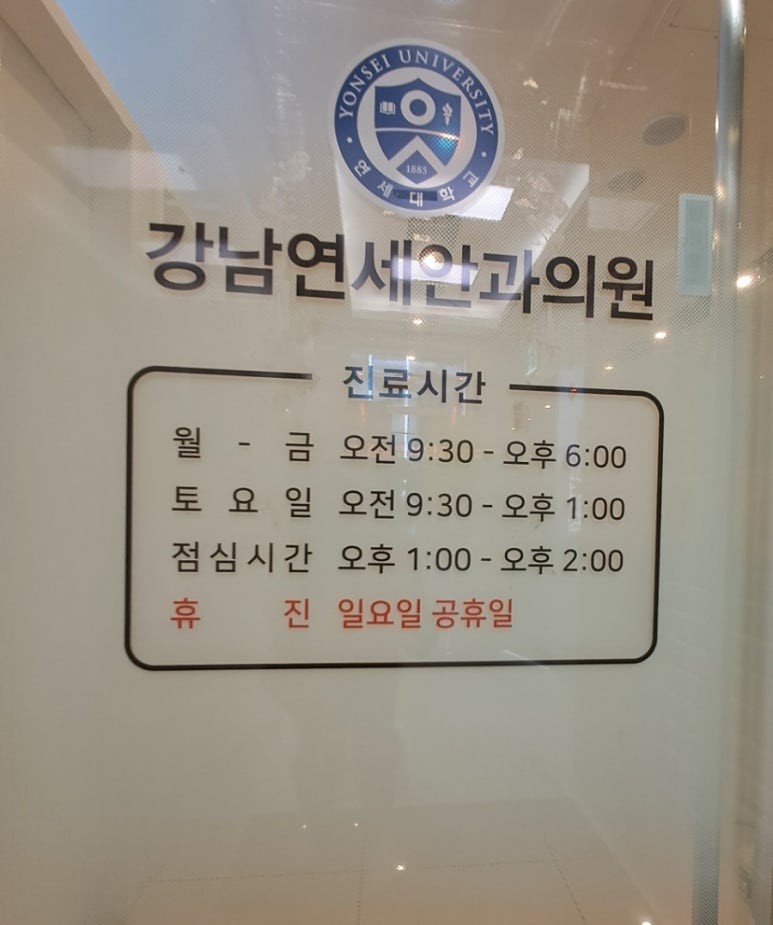 YONSEI UNIVERSITY
1885
연세대학교
강남연세안과의원
진료시간
월 - 금 오전 9:30 - 오후 6:00
토요일 오전 9:30 - 오후 1:00
점심시간 오후 1:00 - 오후 2:00
휴 진 일요일 공휴일